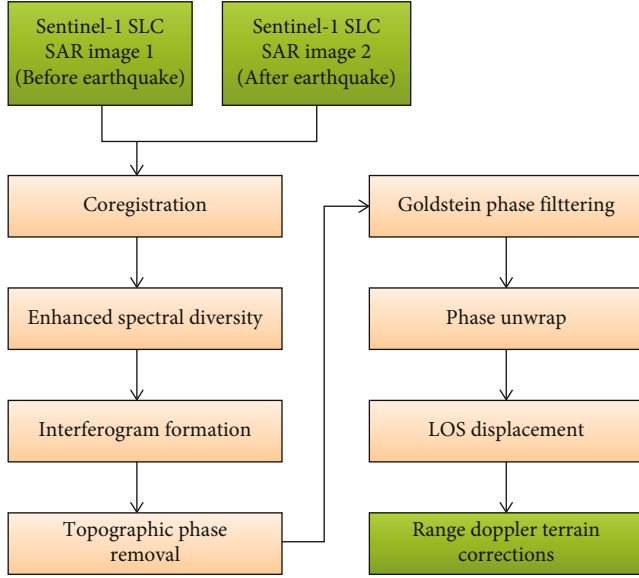 Sentinel-1 SLC
SAR image 1
(Before earthquake)
Sentinel-1 SLC
SAR image 2
(After earthquake)
Coregistration
Enhanced spectral diversity
Interferogram formation
Topographic phase
removal
Goldstein phase filttering
Phase unwrap
LOS displacement
Range doppler terrain
corrections